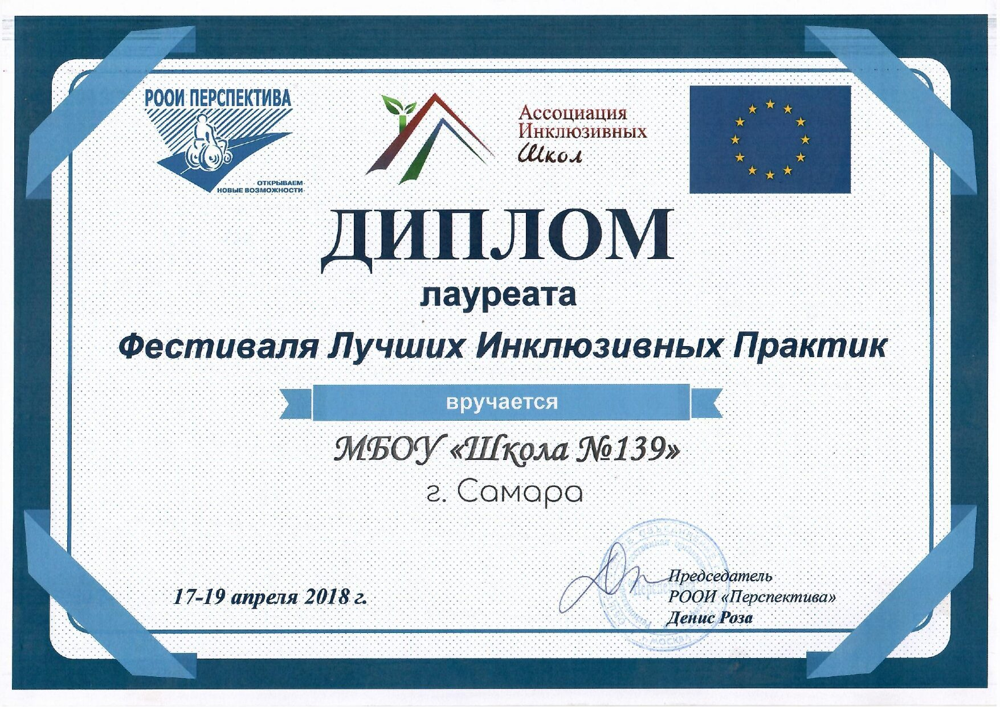 РООИ ПЕРСПЕКТИВА
ОТКРЫВАЕМ
НОВЫЕ ВОЗМОЖНОСТИ
Ассоциация
Инклюзивных
Школ
ДИПЛОМ
лауреата
Фестиваля Лучших Инклюзивных Практик
вручается
МБОУ «Школа №139»
г. Самара
17-19 апреля 2018 г.
Председатель
РООИ «Перспектива»
Денис Роза
г. МОСКВА